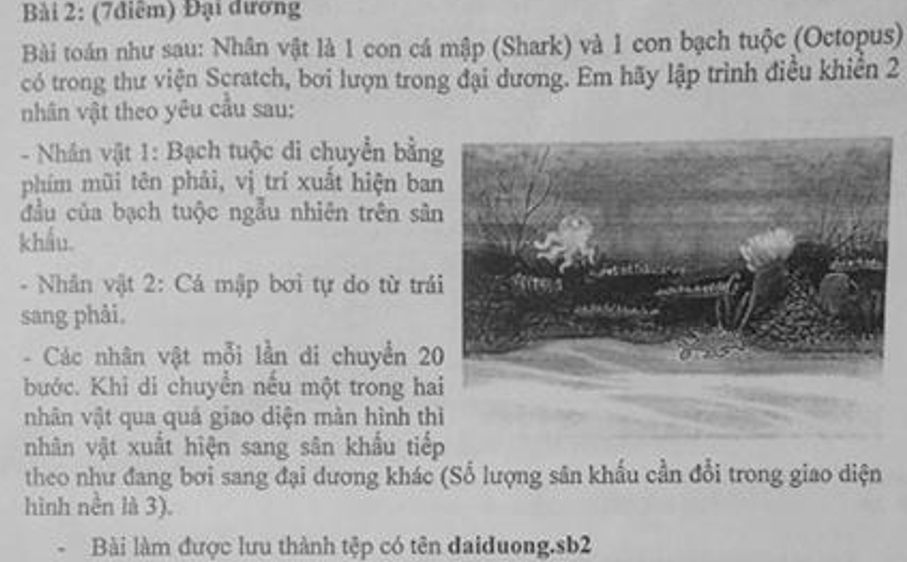 Bài 2: (7điểm) Đại dương
Bài toán như sau: Nhân vật là 1 con cá mập (Shark) và 1 con bạch tuộc (Octopus)
có trong thư viện Scratch, bơi lượn trong đại dương. Em hãy lập trình điều khiển 2
nhân vật theo yêu cầu sau:
- Nhân vật 1: Bạch tuộc di chuyển bằng
phím mũi tên phải, vị trí xuất hiện ban
đầu của bạch tuộc ngẫu nhiên trên sân
khấu.
- Nhân vật 2: Cá mập bơi tự do từ trái
sang phải.
- Các nhân vật mỗi lần di chuyển 20
bước. Khi di chuyển nếu một trong hai
nhân vật qua quá giao diện màn hình thì
nhân vật xuất hiện sang sân khấu tiếp
theo như đang bơi sang đại dương khác (Số lượng sân khấu cần đổi trong giao diện
hình nền là 3).
- Bài làm được lưu thành tệp có tên daiduong.sb2